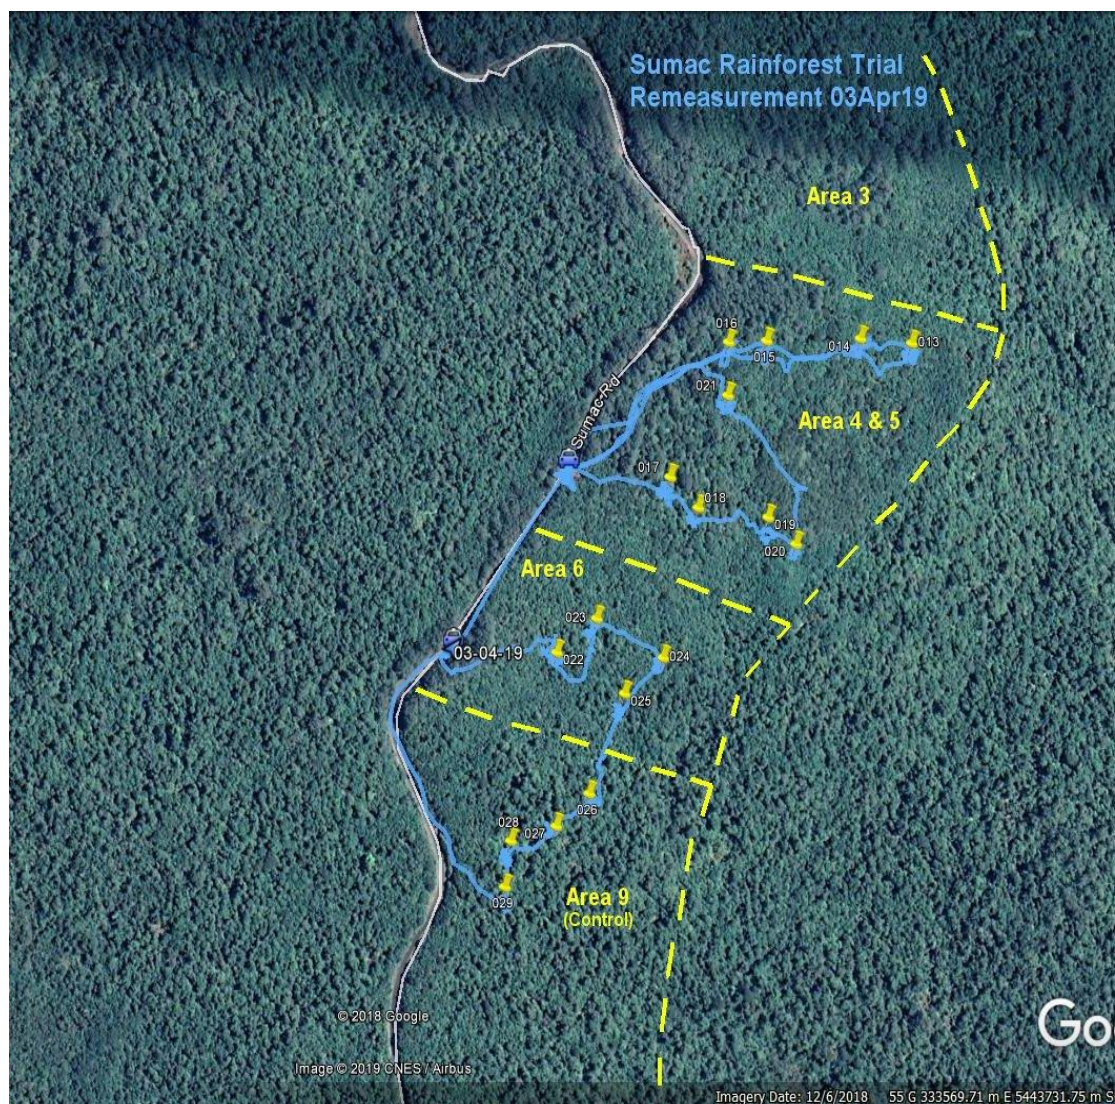 Sumac Rainforest Trial
Remeasurement 03Apr19
Area 3
016
015
014
013
021
Sumac-Rd
Area 4 & 5
017
018
019
020
Area 6
023
03-04-19
022
024
025
026
028
027
029
Area 9
(Control)
© 2018 Google
Image © 2019 CNES / Airbus
Go
Imagery Date: 12/6/2018 55 G 333569.71 m E 5443731.75 m S